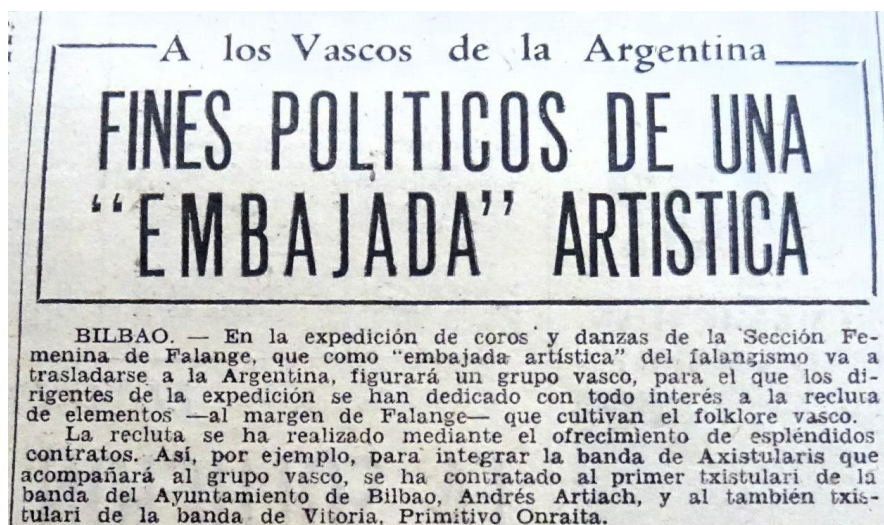 A los Vascos de la Argentina
FINES POLITICOS DE UNA
“EMBAJADA” ARTISTICA
BILBAO. — En la expedición de coros y danzas de la Sección Fe-
menina de Falange, que como “embajada artística” del falangismo va a
trasladarse a la Argentina, figurará un grupo vasco, para el que los di-
rigentes de la expedición se han dedicado con todo interés a la recluta
de elementos —al margen de Falange— que cultivan el folklore vasco.
La recluta se ha realizado mediante el ofrecimiento de espléndidos
contratos. Así, por ejemplo, para integrar la banda de Axistularis que
acompañará al grupo vasco, se ha contratado al primer txistulari de la
banda del Ayuntamiento de Bilbao, Andrés Artiach, y al también txis-
tulari de la banda de Vitoria, Primitivo Onraita.